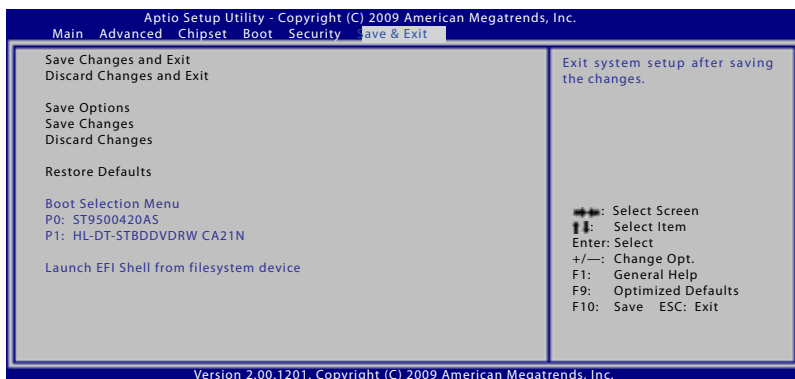 Aptio Setup Utility - Copyright (C) 2009 American Megatrends, Inc.
Main Advanced Chipset Boot Security Save & Exit
Save Changes and Exit
Discard Changes and Exit
Save Options
Save Changes
Discard Changes
Restore Defaults
Boot Selection Menu
P0: ST9500420AS
P1: HL-DT-STBDDVDRW CA21N
Launch EFI Shell from filesystem device
Exit system setup after saving
the changes.
→←: Select Screen
↑↓: Select Item
Enter: Select
+/—: Change Opt.
F1: General Help
F9: Optimized Defaults
F10: Save ESC: Exit
Version 2.00.1201. Copyright (C) 2009 American Megatrends, Inc.